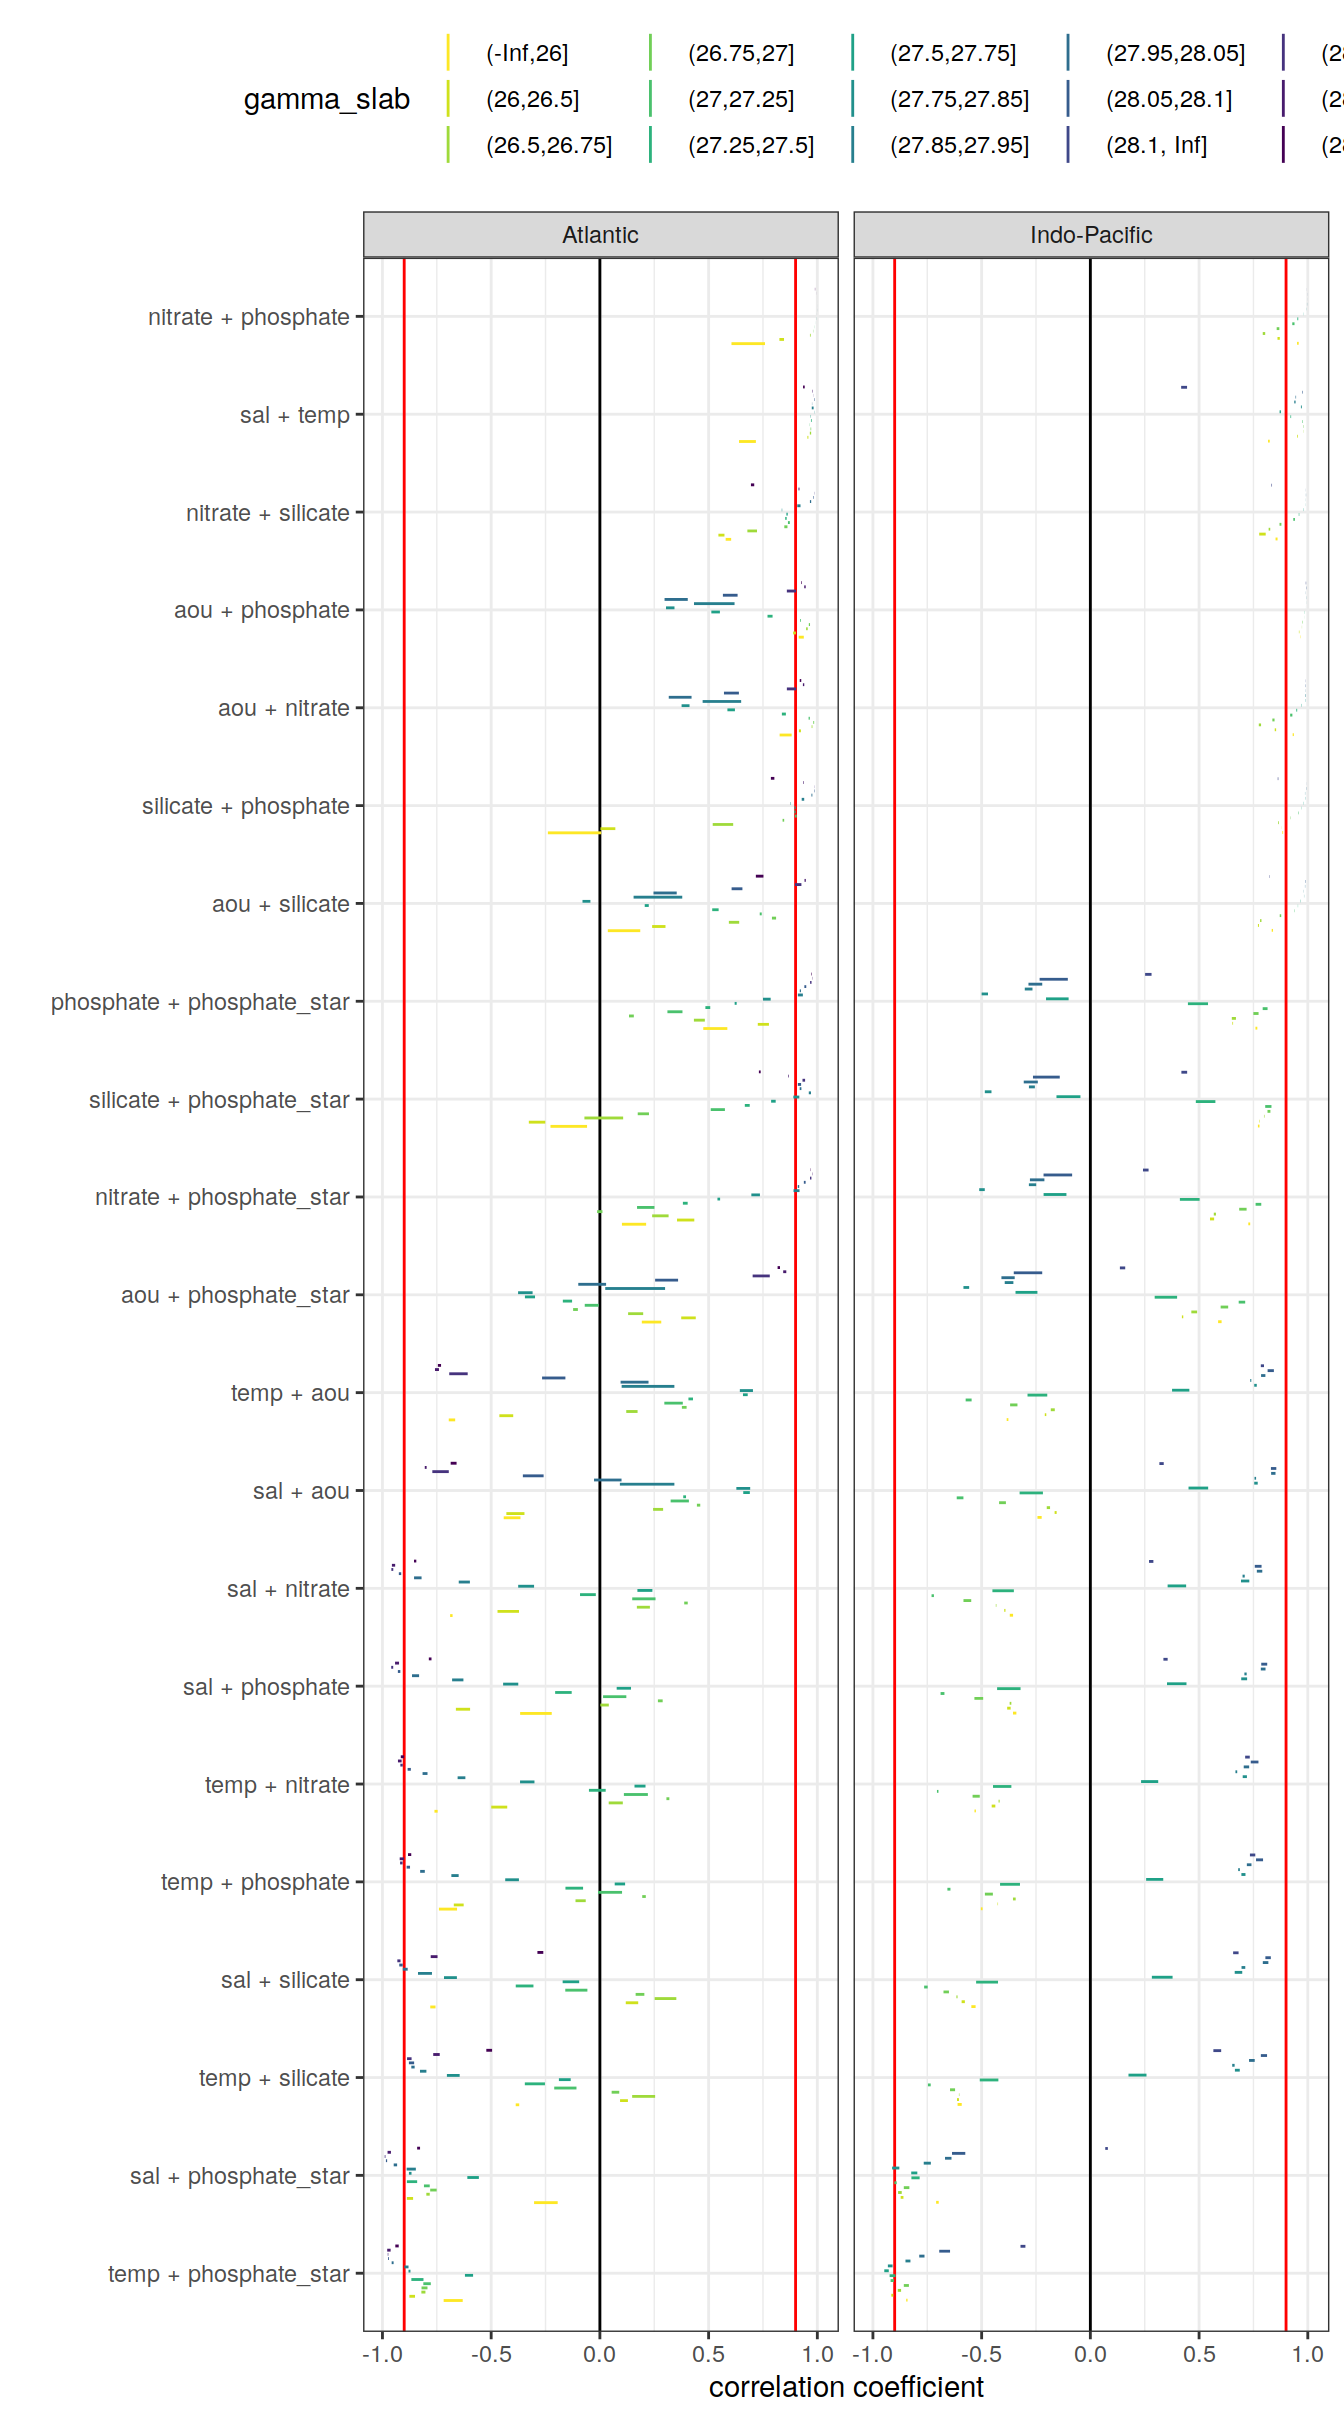 gamma_slab
(-Inf,26] (26.75,27] (27.5,27.75] (27.95,28.05] (28
(26,26.5] (27,27.25] (27.75,27.85] (28.05,28.1] (28
(26.5,26.75] (27.25,27.5] (27.85,27.95] (28.1, Inf] (28
Atlantic Indo-Pacific
nitrate + phosphate
sal + temp
nitrate + silicate
aou + phosphate
aou + nitrate
silicate + phosphate
aou + silicate
phosphate + phosphate_star
silicate + phosphate_star
nitrate + phosphate_star
aou + phosphate_star
temp + aou
sal + aou
sal + nitrate
sal + phosphate
temp + nitrate
temp + phosphate
sal + silicate
temp + silicate
sal + phosphate_star
temp + phosphate_star
-1.0 -0.5 0.0 0.5 1.0 -1.0 -0.5 0.0 0.5 1.0
correlation coefficient